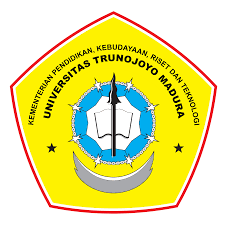 KEMENTERIAN PENDIDIKAN, KEBUDAYAAN, RISET DAN TEKNOLOGI
UNIVERSITAS TRUNOJOYO MADURA